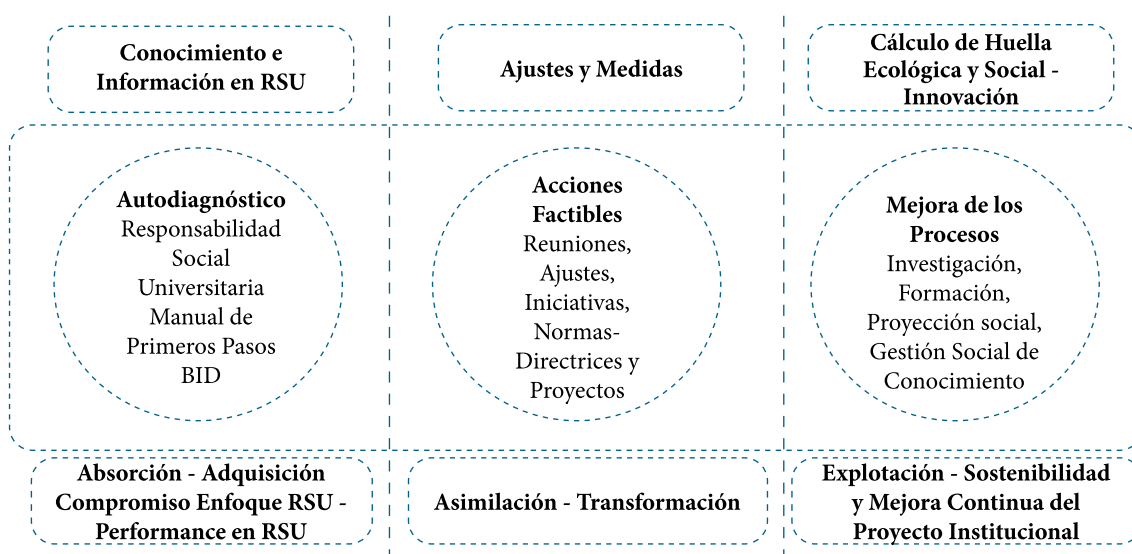 Conocimiento e
Información en RSU
Ajustes y Medidas
Cálculo de Huella
Ecológica y Social -
Innovación
Autodiagnóstico
Responsabilidad
Social
Universitaria
Manual de
Primeros Pasos
BID
Acciones
Factibles
Reuniones,
Ajustes,
Iniciativas,
Normas-
Directrices y
Proyectos
Mejora de los
Procesos
Investigación,
Formación,
Proyección social,
Gestión Social de
Conocimiento
Absorción - Adquisición
Compromiso Enfoque RSU -
Performance en RSU
Asimilación - Transformación
Explotación - Sostenibilidad
y Mejora Continua del
Proyecto Institucional